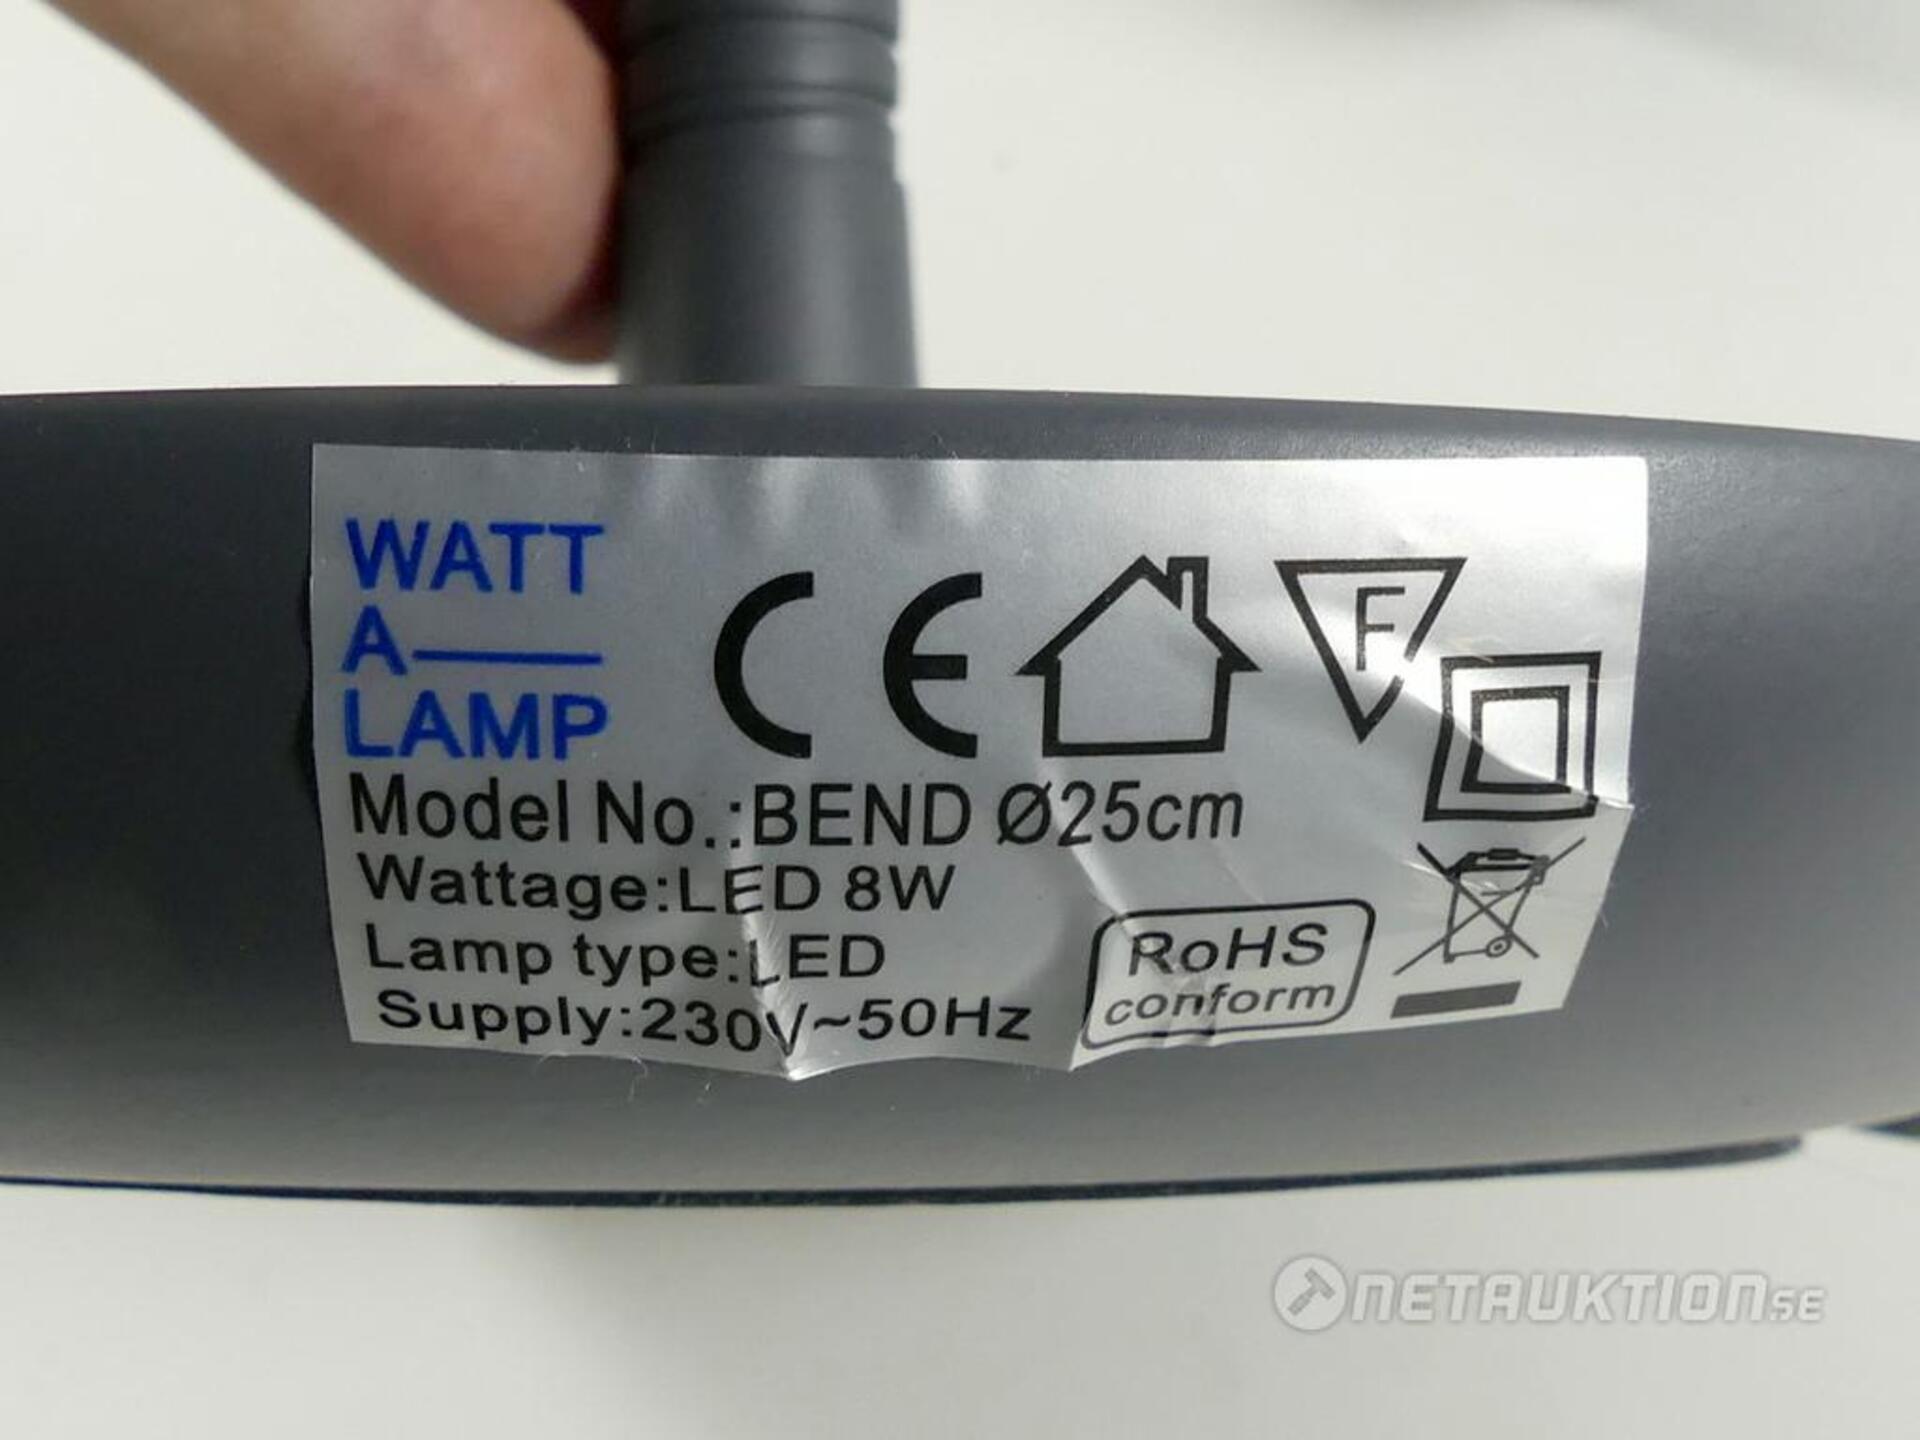 WATT
A
LAMP
CE
F
Model No.:BEND Ø25cm
Wattage:LED 8W
Lamp type:LED
Supply:230V~50Hz
RoHS
conform
NETAUKTION.SE